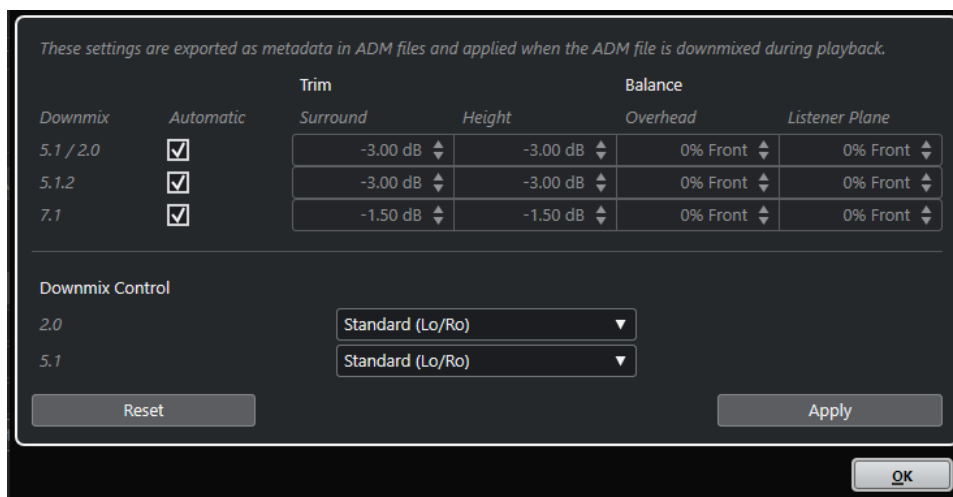 These settings are exported as metadata in ADM files and applied when the ADM file is downmixed during playback.
Trim Balance
Downmix Automatic Surround Height Overhead Listener Plane
5.1 / 2.0 -3.00 dB -3.00 dB 0% Front 0% Front
5.1.2 -3.00 dB -3.00 dB 0% Front 0% Front
7.1 -1.50 dB -1.50 dB 0% Front 0% Front
Downmix Control
2.0 Standard (Lo/Ro)
5.1 Standard (Lo/Ro)
Reset Apply
OK